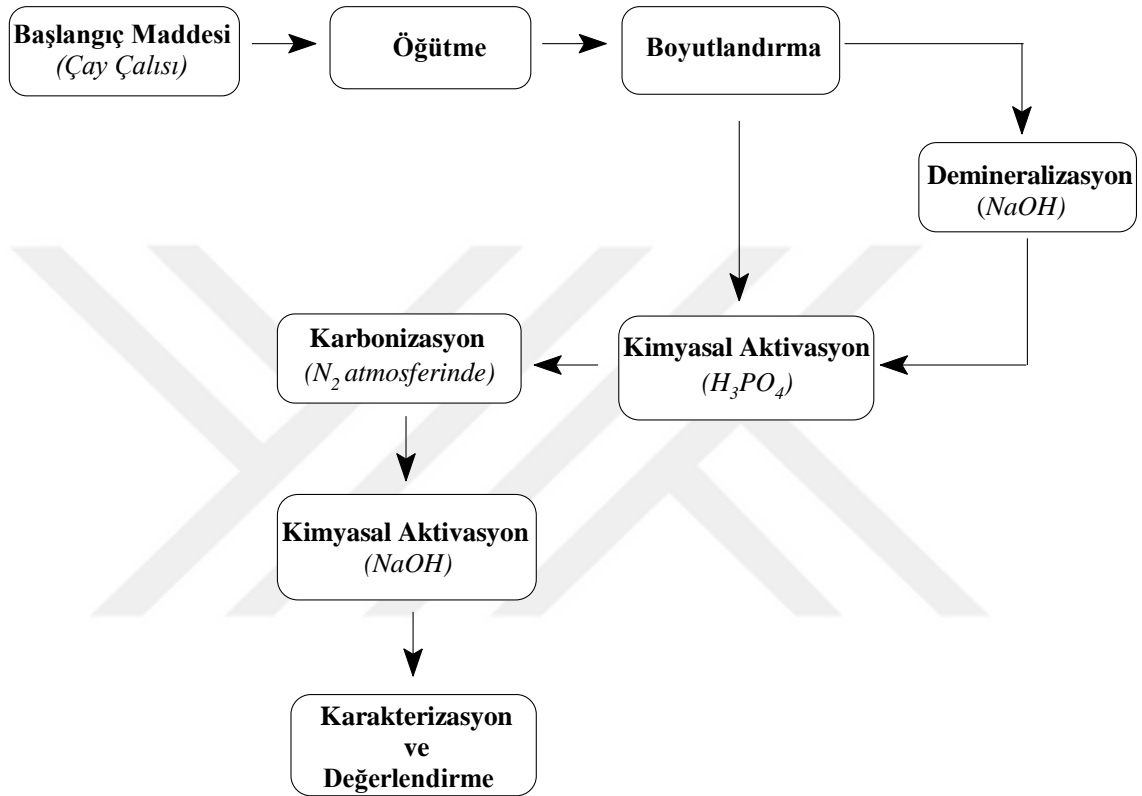 Başlangıç Maddesi
(Çay Çalısı)
Öğütme
Boyutlandırma
Demineralizasyon
(NaOH)
Kimyasal Aktivasyon
(H₃PO₄)
Karbonizasyon
(N₂ atmosferinde)
Kimyasal Aktivasyon
(NaOH)
Karakterizasyon
ve
Değerlendirme